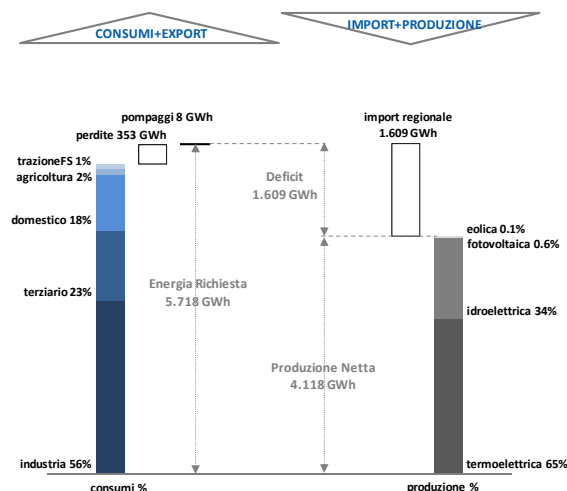 CONSUMI+EXPORT
IMPORT+PRODUZIONE
pompaggi 8 GWh
perdite 353 GWh
import regionale
1.609 GWh
trazioneFS 1%
agricoltura 2%
Deficit
1.609 GWh
domestico 18%
eolica 0.1%
fotovoltaica 0.6%
terziario 23%
Energia Richiesta
5.718 GWh
idroelettrica 34%
Produzione Netta
4.118 GWh
industria 56%
termoelettrica 65%
consumi %
produzione %